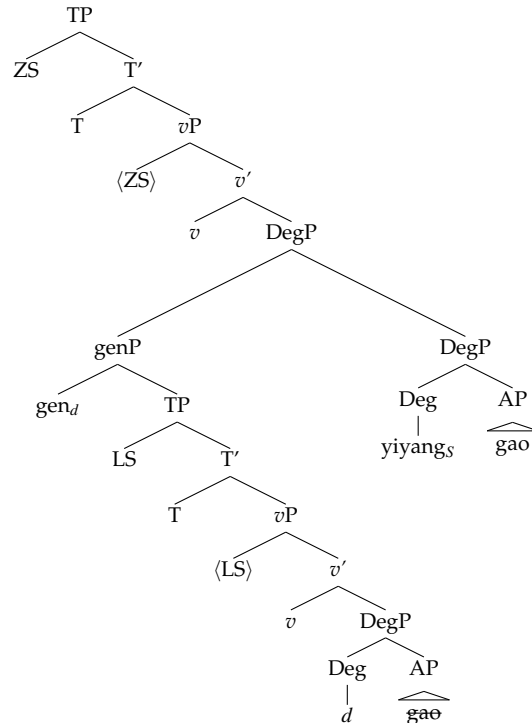 TP
ZS T′
T vP
⟨ZS⟩ v′
v DegP
genP DegP
gen_d TP Deg AP
LS T′ yiyang_S gao
T vP
⟨LS⟩ v′
v DegP
Deg AP
d gao